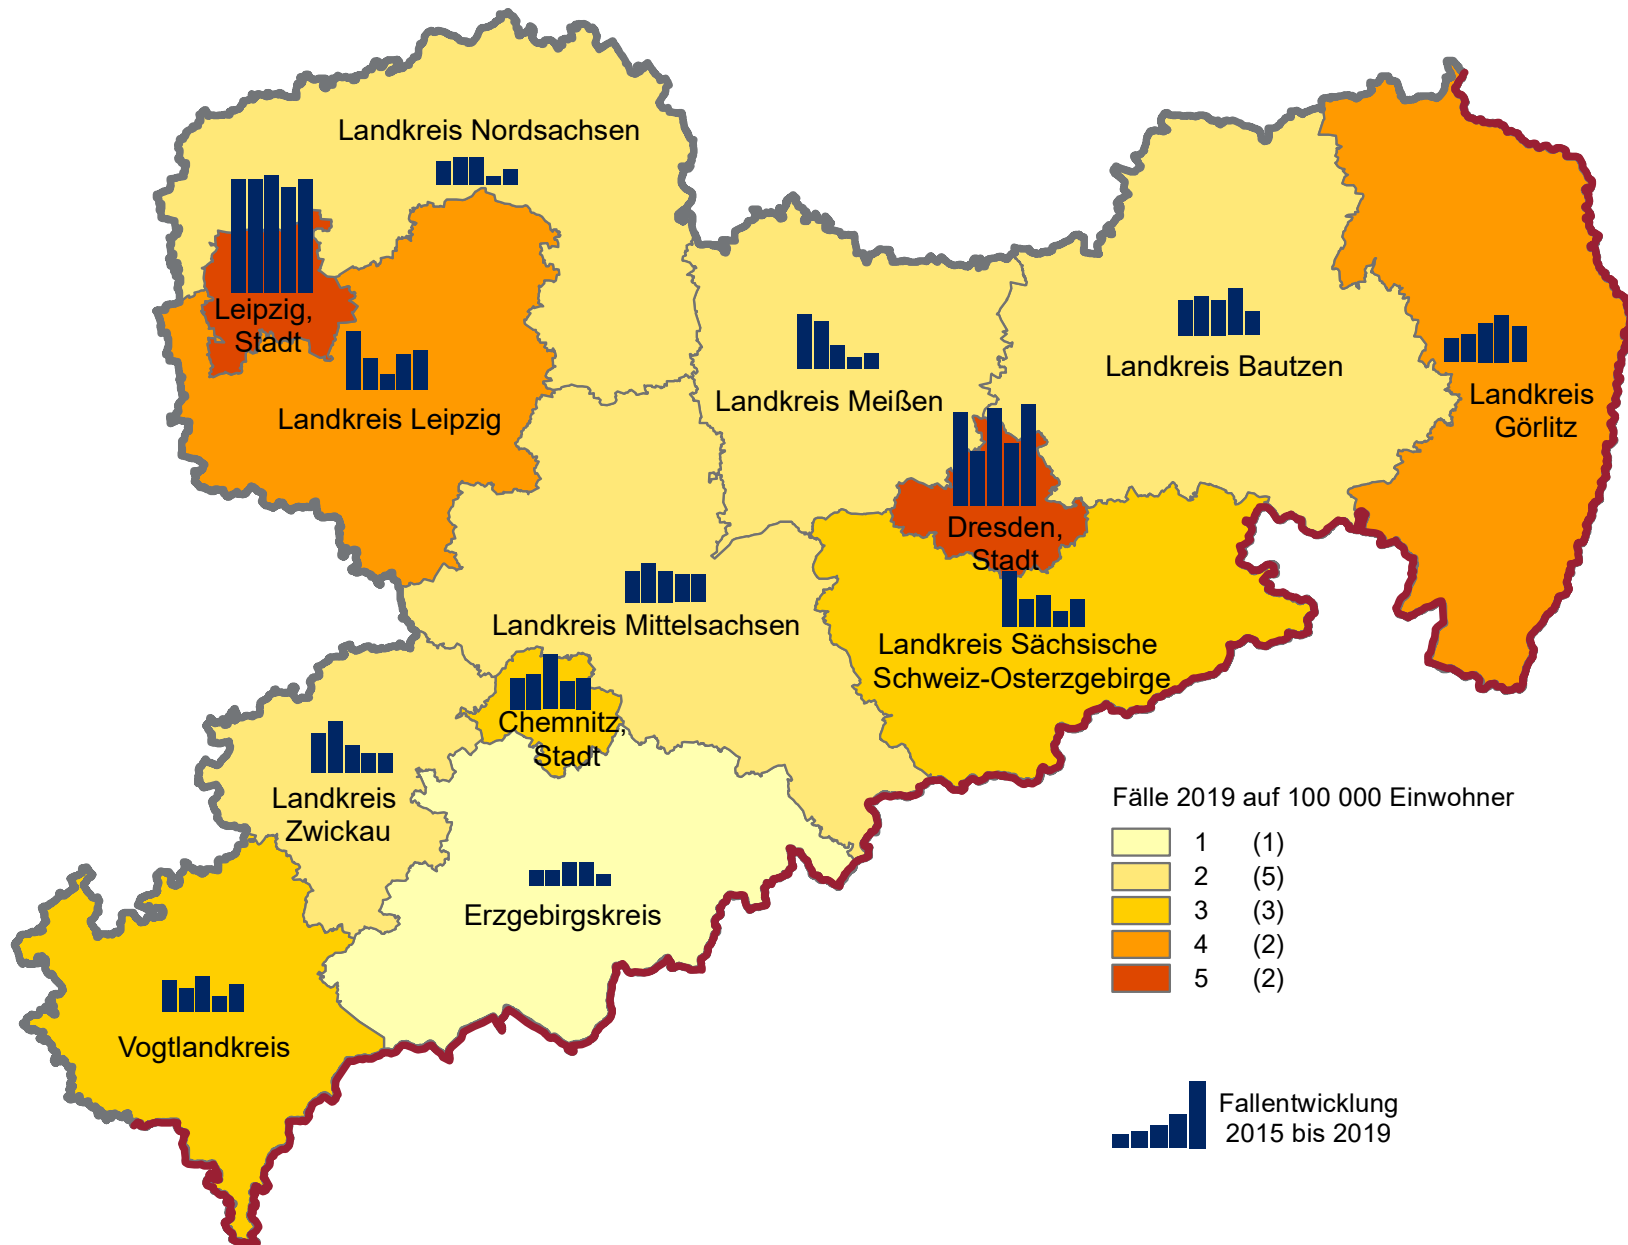 Landkreis Nordsachsen
Leipzig,
Stadt
Landkreis Leipzig
Landkreis Meißen
Landkreis Bautzen
Landkreis
Görlitz
Dresden,
Stadt
Landkreis Mittelsachsen
Landkreis Sächsische
Schweiz-Osterzgebirge
Chemnitz,
Stadt
Landkreis
Zwickau
Erzgebirgskreis
Vogtlandkreis
Fälle 2019 auf 100 000 Einwohner
1 (1)
2 (5)
3 (3)
4 (2)
5 (2)
Fallentwicklung
2015 bis 2019